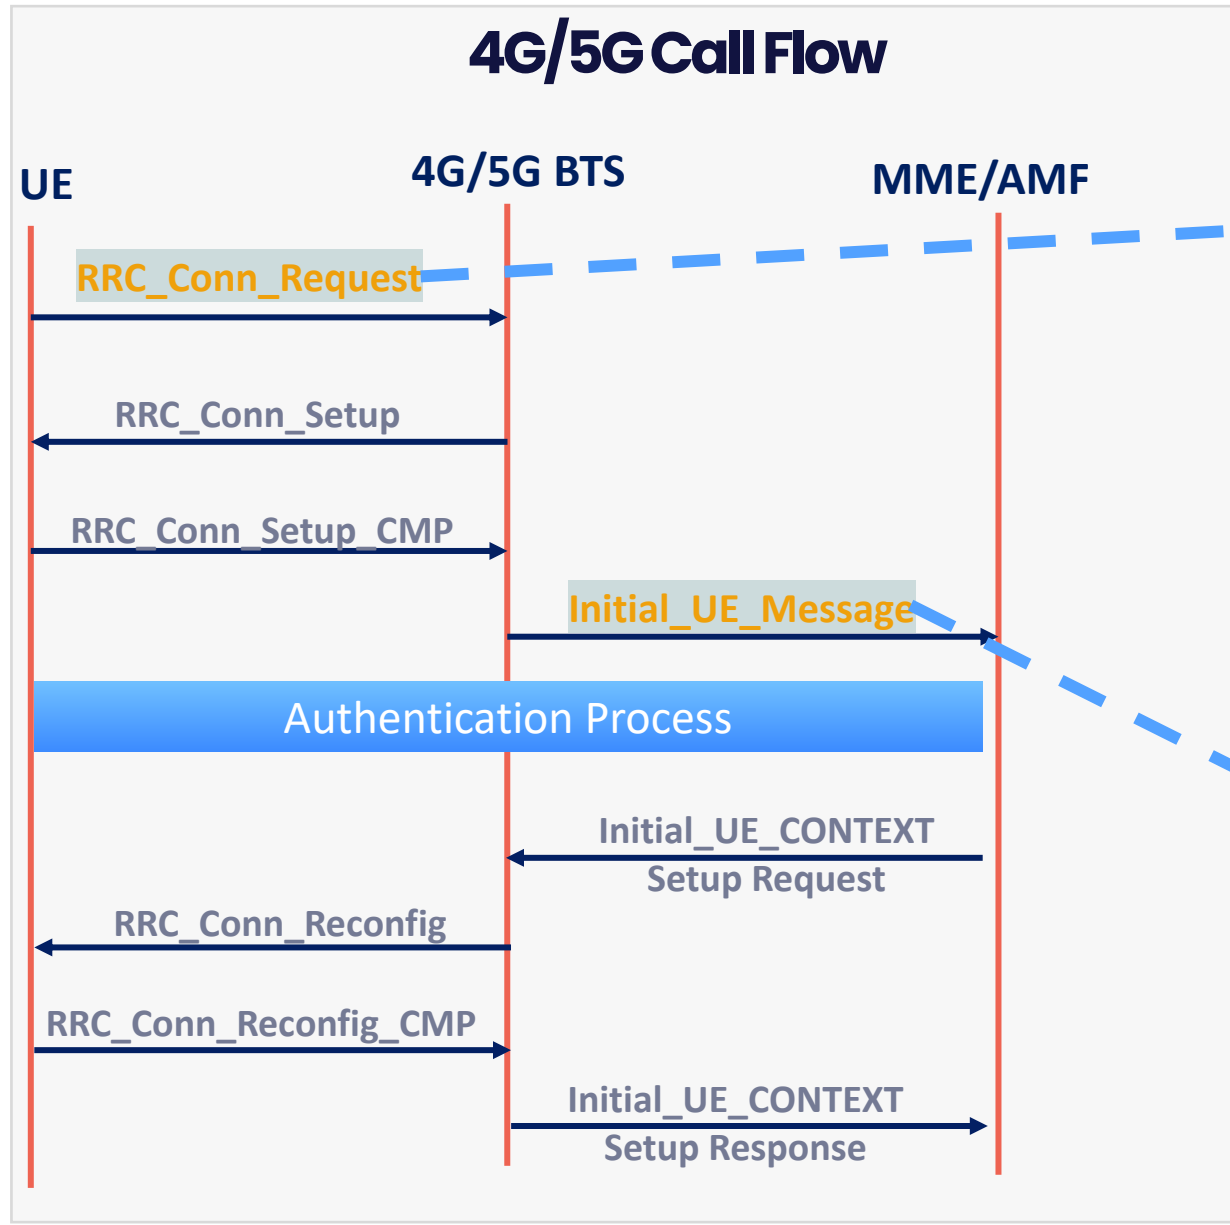 4G/5G Call Flow
UE
4G/5G BTS
MME/AMF
RRC_Conn_Request
RRC_Conn_Setup
RRC_Conn_Setup_CMP
Initial_UE_Message
Authentication Process
Initial_UE_CONTEXT
Setup Request
RRC_Conn_Reconfig
RRC_Conn_Reconfig_CMP
Initial_UE_CONTEXT
Setup Response